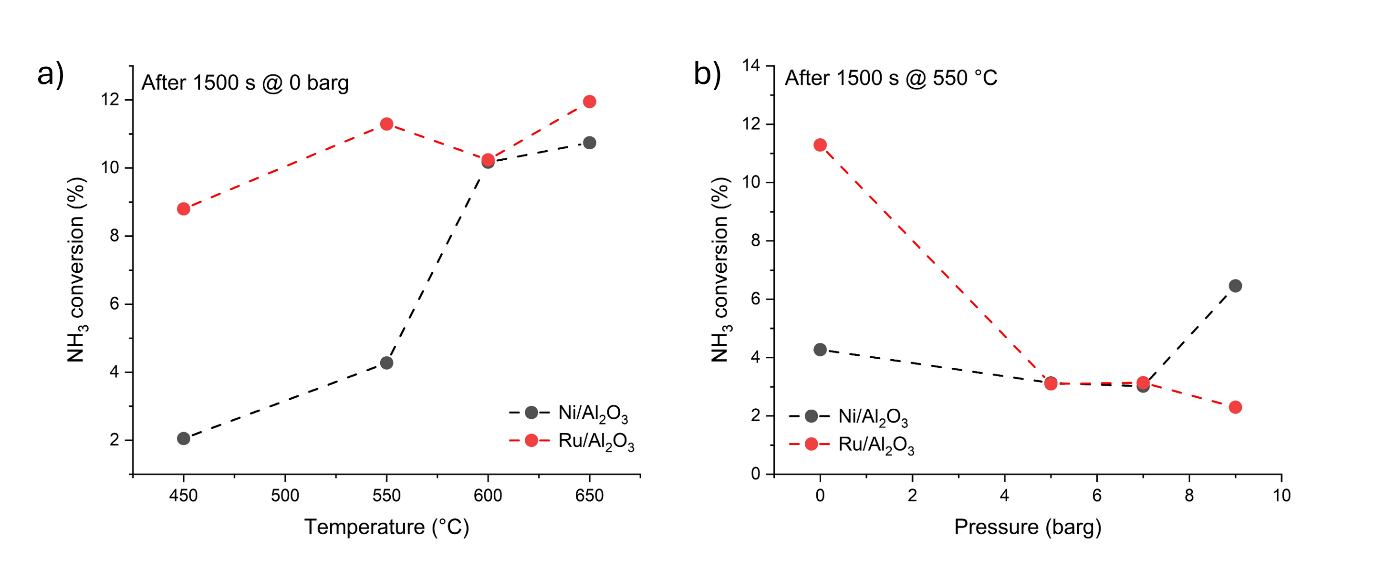 a)
After 1500 s @ 0 barg
NH₃ conversion (%)
12
10
8
6
4
2
450
500
550
600
650
Temperature (°C)
Ni/Al₂O₃
Ru/Al₂O₃
b)
After 1500 s @ 550 °C
NH₃ conversion (%)
14
12
10
8
6
4
2
0
0
2
4
6
8
10
Pressure (barg)
Ni/Al₂O₃
Ru/Al₂O₃